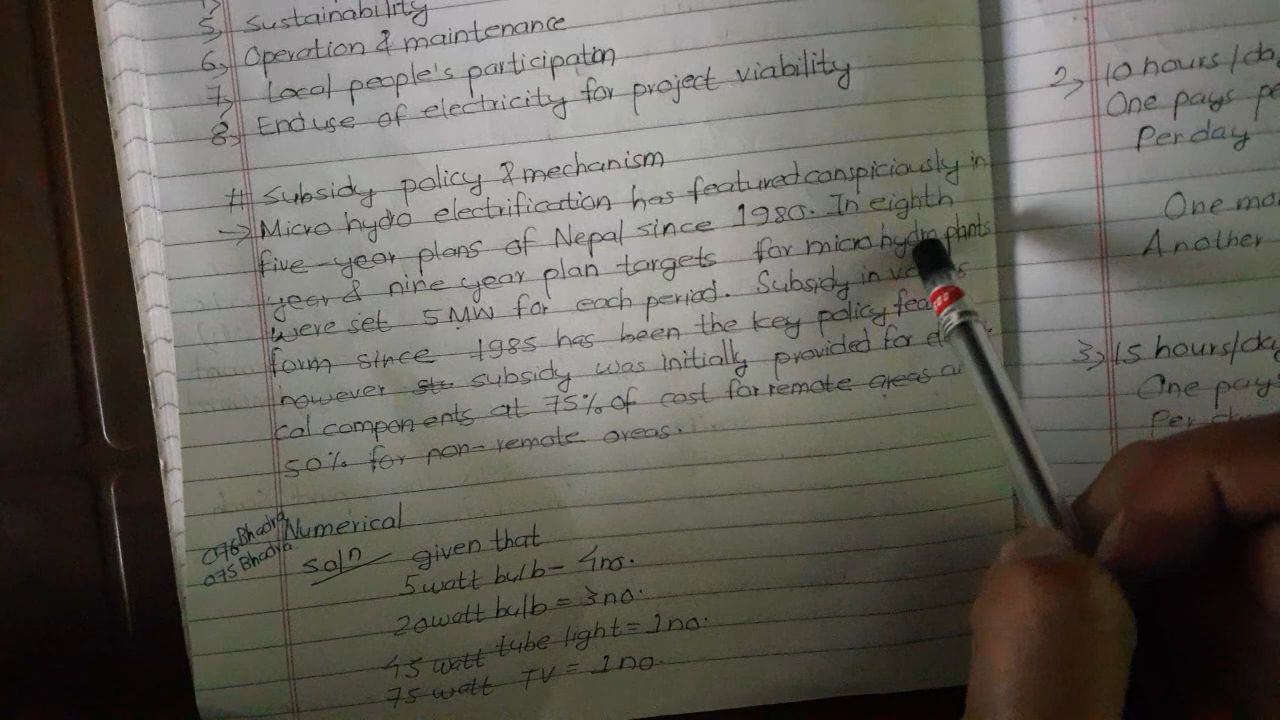 5, Sustainability
6, Operation & maintenance
7, Local people's participaton
8, End use of electricity for project viability
# Subsidy policy & mechanism
→ Micro hydro electrification has featured conspiciously in
five year plans of Nepal since 1980. In eighth
year & nine year plan targets for micro hydro plants
were set 5MW for each period. Subsidy in
form since 1985 has been the key policy
however subsidy was initially provided for
cal components at 75% of cost for remote areas
50% for non-remote areas.
076 Bhadra
075 Bhadra
Numerical
Soln given that
5 watt bulb - 4no.
20 watt bulb = 3no.
45 watt tube light = 1no.
75 watt TV = 1no.
2, 10 hours/da
One pays pe
Per day
One mo
Another
3, 15 hours/da
One pay